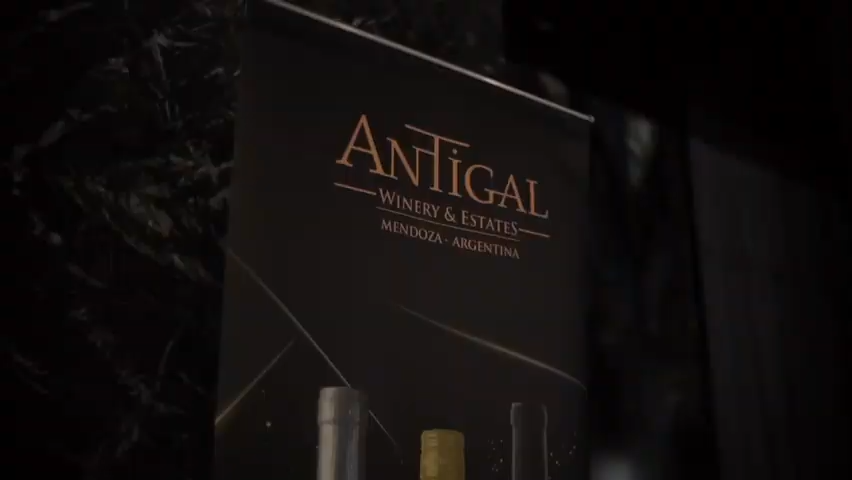 ANTIGAL
WINERY & ESTATES
MENDOZA · ARGENTINA